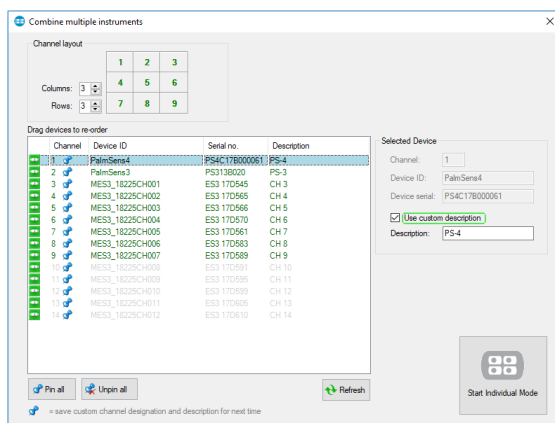 Combine multiple instruments
Channel layout
1 2 3
4 5 6
7 8 9
Columns: 3
Rows: 3
Drag devices to re-order
Channel Device ID Serial no. Description
1 PalmSens4 PS4C17B000061 PS-4
2 PalmSens3 PS313B020 PS-3
3 MES3_18225CH001 ES3 17D545 CH 3
4 MES3_18225CH002 ES3 17D565 CH 4
5 MES3_18225CH003 ES3 17D566 CH 5
6 MES3_18225CH004 ES3 17D570 CH 6
7 MES3_18225CH005 ES3 17D561 CH 7
8 MES3_18225CH006 ES3 17D583 CH 8
9 MES3_18225CH007 ES3 17D589 CH 9
10 MES3_18225CH008 ES3 17D591 CH 10
11 MES3_18225CH009 ES3 17D595 CH 11
12 MES3_18225CH010 ES3 17D599 CH 12
13 MES3_18225CH011 ES3 17D605 CH 13
14 MES3_18225CH012 ES3 17D610 CH 14
Selected Device
Channel: 1
Device ID: PalmSens4
Device serial: PS4C17B000061
Use custom description
Description: PS-4
Pin all
Unpin all
Refresh
Start Individual Mode
= save custom channel designation and description for next time